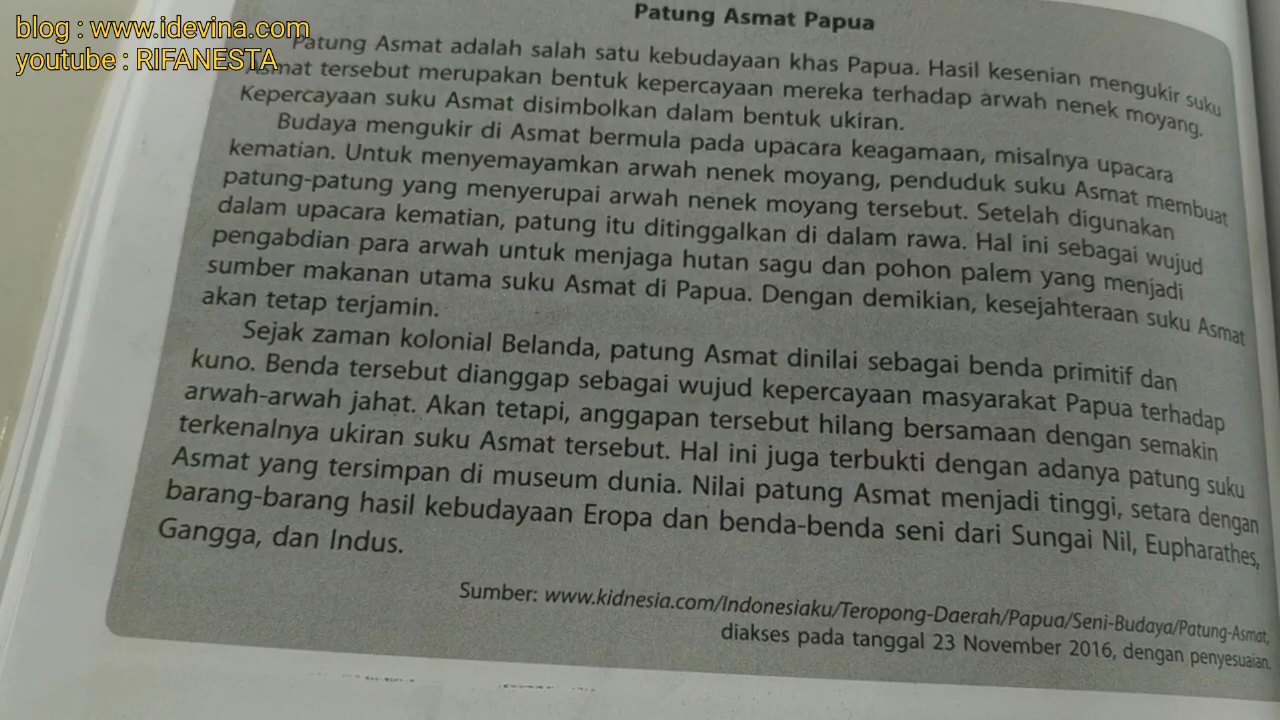 blog : www.idevina.com
youtube : RIFANESTA
Patung Asmat Papua
Patung Asmat adalah salah satu kebudayaan khas Papua. Hasil kesenian mengukir suku
Asmat tersebut merupakan bentuk kepercayaan mereka terhadap arwah nenek moyang.
Kepercayaan suku Asmat disimbolkan dalam bentuk ukiran.
Budaya mengukir di Asmat bermula pada upacara keagamaan, misalnya upacara
kematian. Untuk menyemayamkan arwah nenek moyang, penduduk suku Asmat membuat
patung-patung yang menyerupai arwah nenek moyang tersebut. Setelah digunakan
dalam upacara kematian, patung itu ditinggalkan di dalam rawa. Hal ini sebagai wujud
pengabdian para arwah untuk menjaga hutan sagu dan pohon palem yang menjadi
sumber makanan utama suku Asmat di Papua. Dengan demikian, kesejahteraan suku Asmat
akan tetap terjamin.
Sejak zaman kolonial Belanda, patung Asmat dinilai sebagai benda primitif dan
kuno. Benda tersebut dianggap sebagai wujud kepercayaan masyarakat Papua terhadap
arwah-arwah jahat. Akan tetapi, anggapan tersebut hilang bersamaan dengan semakin
terkenalnya ukiran suku Asmat tersebut. Hal ini juga terbukti dengan adanya patung suku
Asmat yang tersimpan di museum dunia. Nilai patung Asmat menjadi tinggi, setara dengan
barang-barang hasil kebudayaan Eropa dan benda-benda seni dari Sungai Nil, Eupharathes,
Gangga, dan Indus.
Sumber: www.kidnesia.com/Indonesiaku/Teropong-Daerah/Papua/Seni-Budaya/Patung-Asmat,
diakses pada tanggal 23 November 2016, dengan penyesuaian.